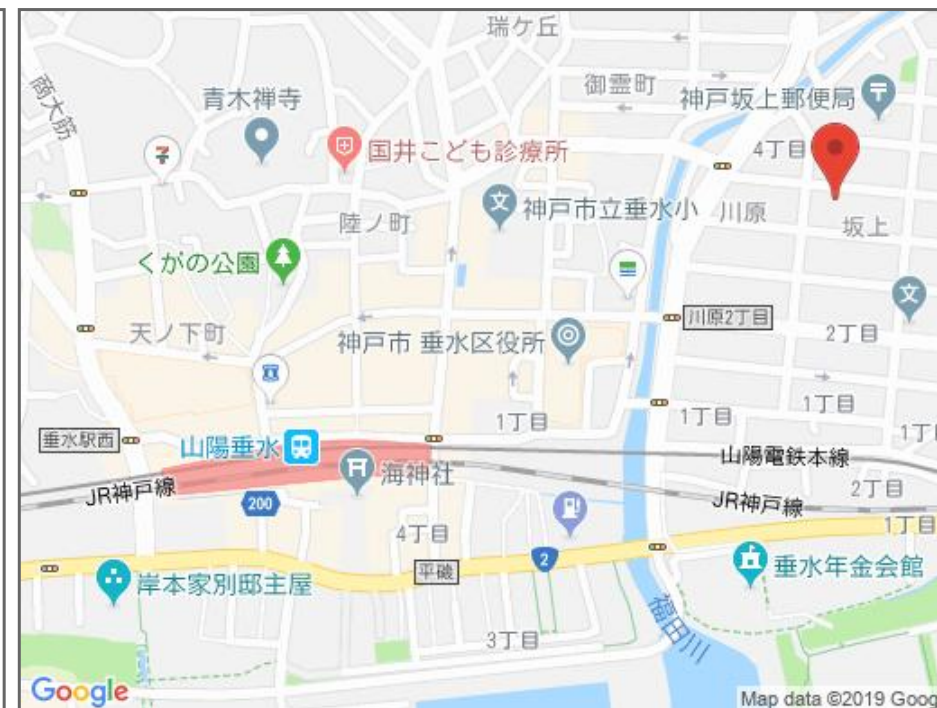 瑞ケ丘
御霊町
神戸坂上郵便局
商大筋
青木禅寺
国井こども診療所
4丁目
神戸市立垂水小
川原
坂上
陸ノ町
くがの公園
文
文
天ノ下町
神戸市 垂水区役所
川原2丁目
2丁目
1丁目
1丁目
1丁目
1丁
垂水駅西
山陽垂水
海神社
山陽電鉄本線
JR神戸線
200
JR神戸線
2丁目
1丁目
4丁目
2
平磯
岸本家別邸主屋
垂水年金会館
福田川
3丁目
Google
Map data ©2019 Goog